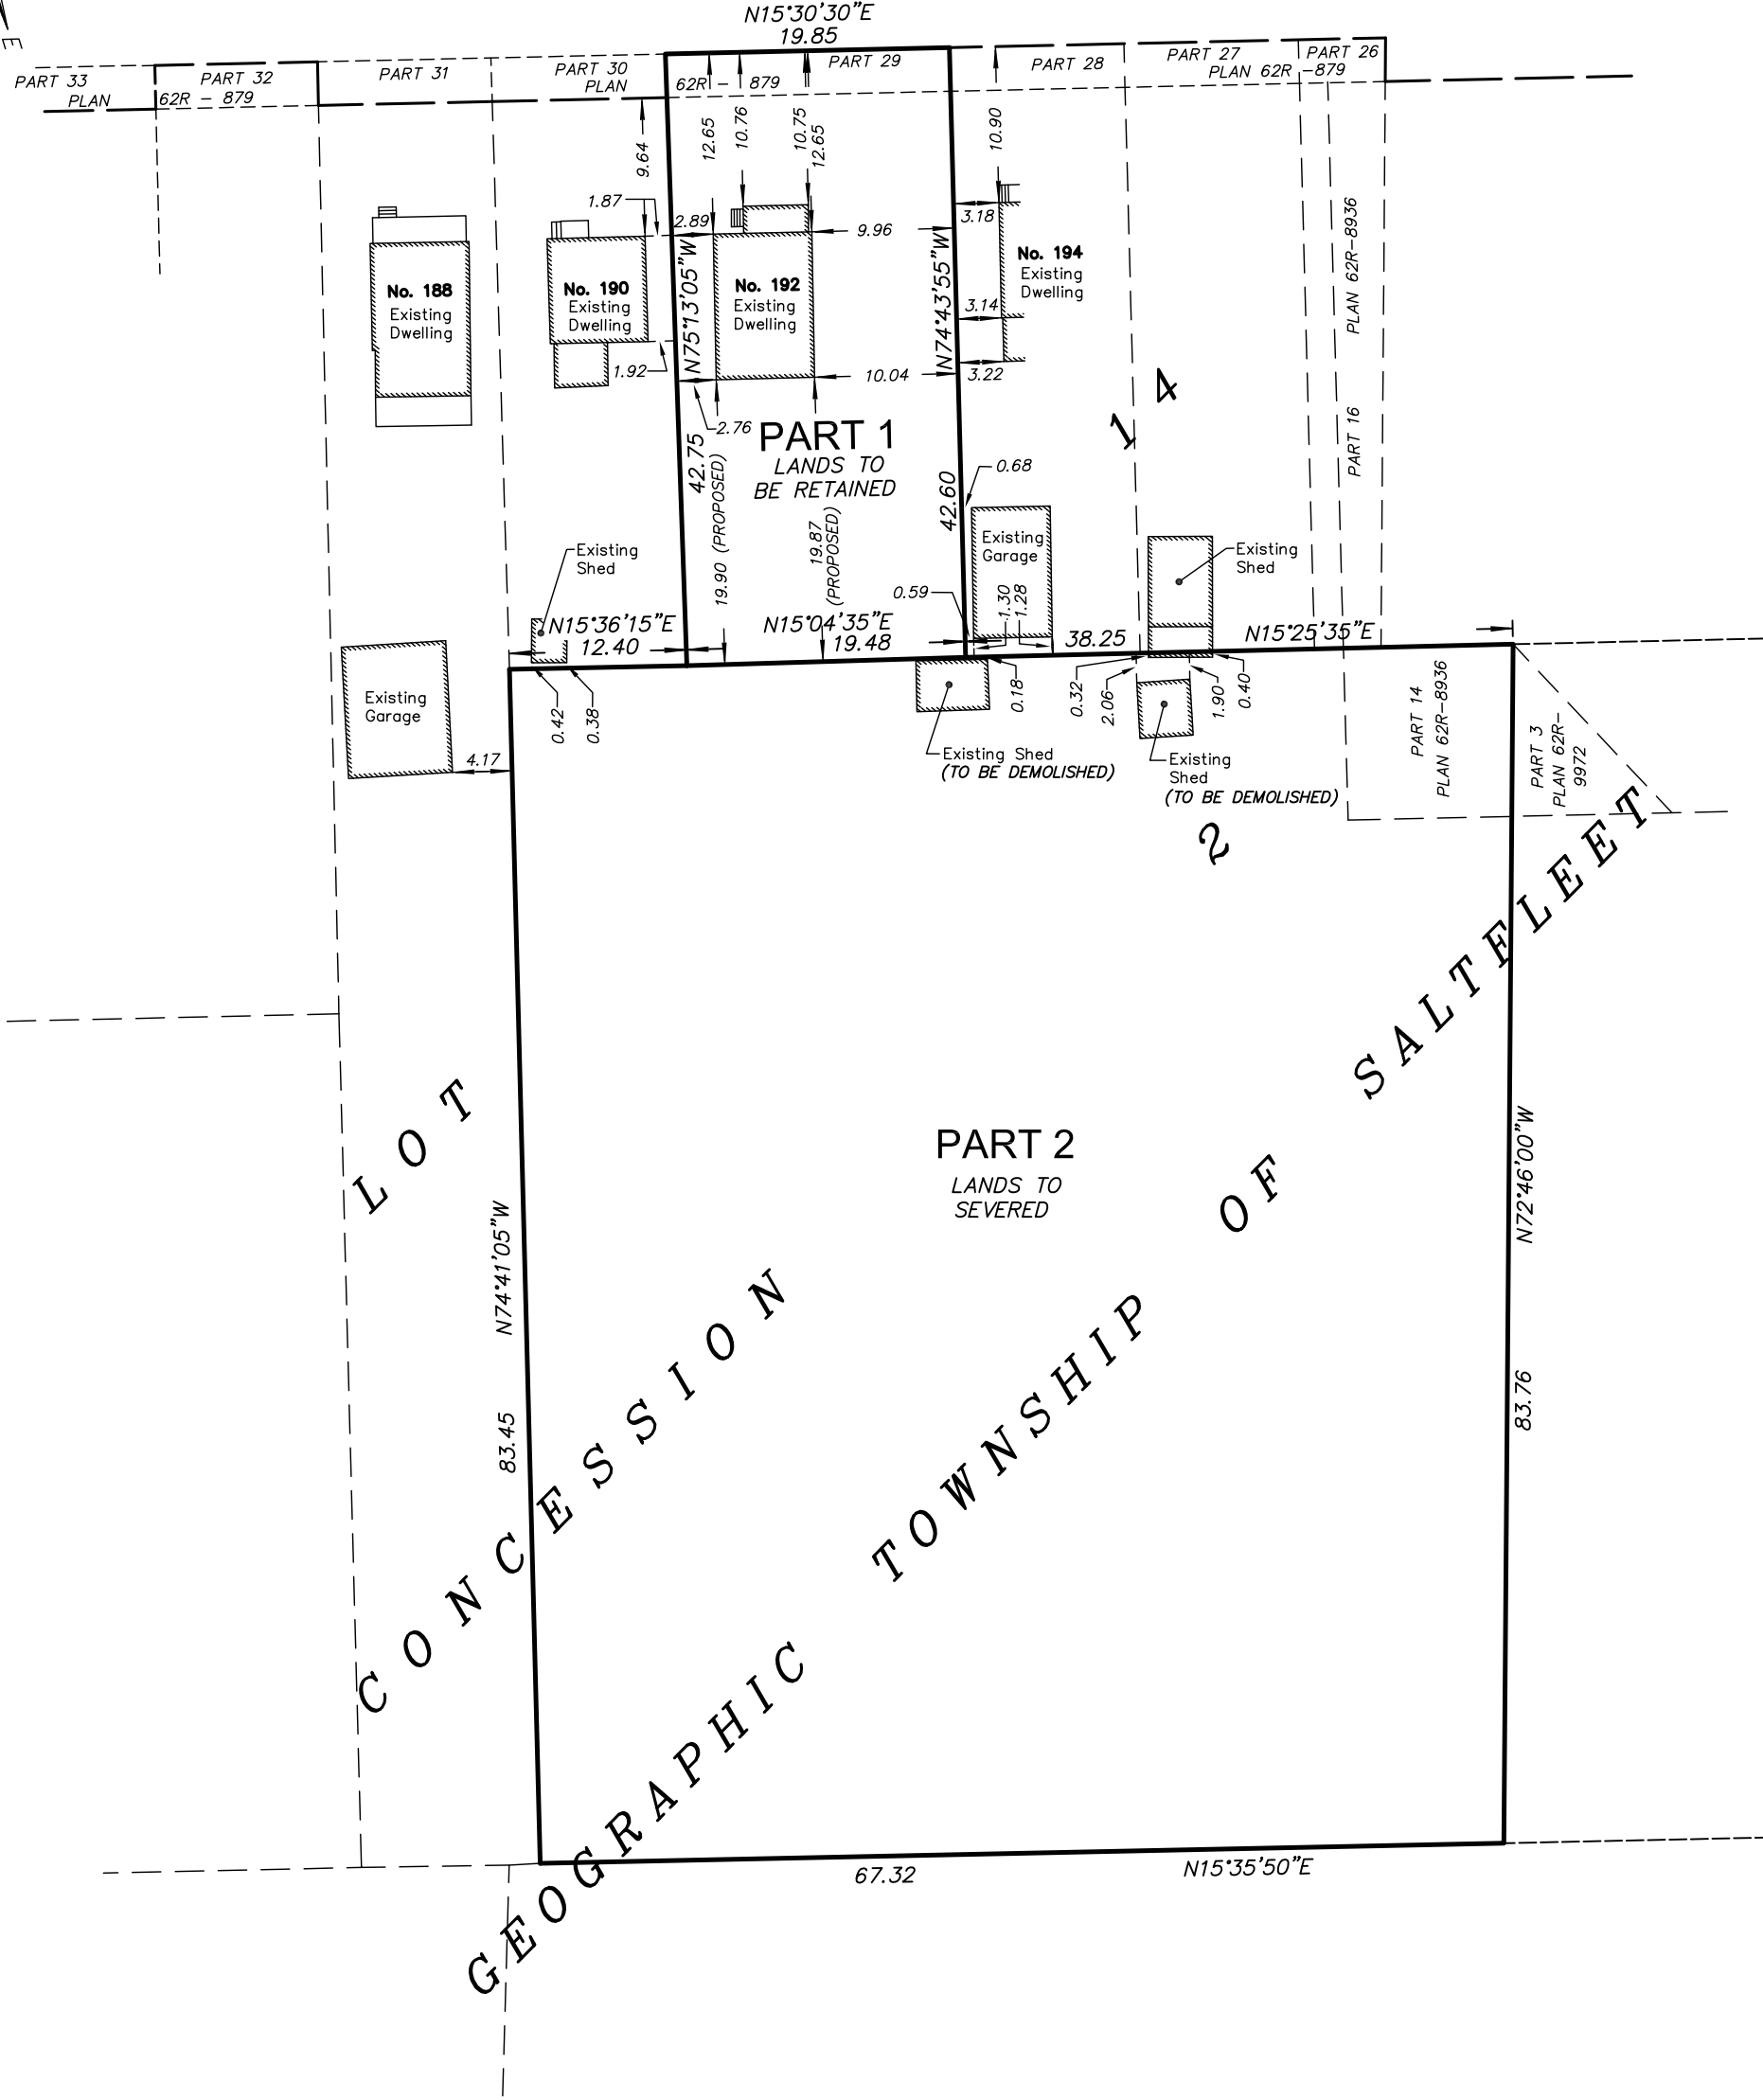 E
N15°30'30"E
19.85
PART 33
PLAN
PART 32
62R - 879
PART 31
PART 30
PLAN
62R - 879
PART 29
PART 28
PART 27
PLAN 62R -879
PART 26
9.64
12.65
10.76
10.75
12.65
10.90
1.87
2.89
9.96
3.18
No. 188
Existing
Dwelling
No. 190
Existing
Dwelling
No. 192
Existing
Dwelling
No. 194
Existing
Dwelling
N75°13'05"W
42.75
N74°43'55"W
42.60
3.14
3.22
1.92
10.04
2.76
PLAN 62R-8936
PART 16
14
PART 1
LANDS TO
BE RETAINED
19.90 (PROPOSED)
19.87
(PROPOSED)
0.68
Existing
Garage
Existing
Shed
Existing
Shed
0.59
1.30
1.28
N15°36'15"E
12.40
N15°04'35"E
19.48
38.25
N15°25'35"E
Existing
Garage
4.17
0.42
0.38
0.18
0.32
2.06
1.90
0.40
Existing Shed
(TO BE DEMOLISHED)
Existing
Shed
(TO BE DEMOLISHED)
PART 14
PLAN 62R-8936
PART 3
PLAN 62R-
9972
2
PART 2
LANDS TO
SEVERED
N74°41'05"W
83.45
N72°46'00"W
83.76
LOT
CONCESSION
GEOGRAPHIC TOWNSHIP OF SALTFLEET
67.32
N15°35'50"E